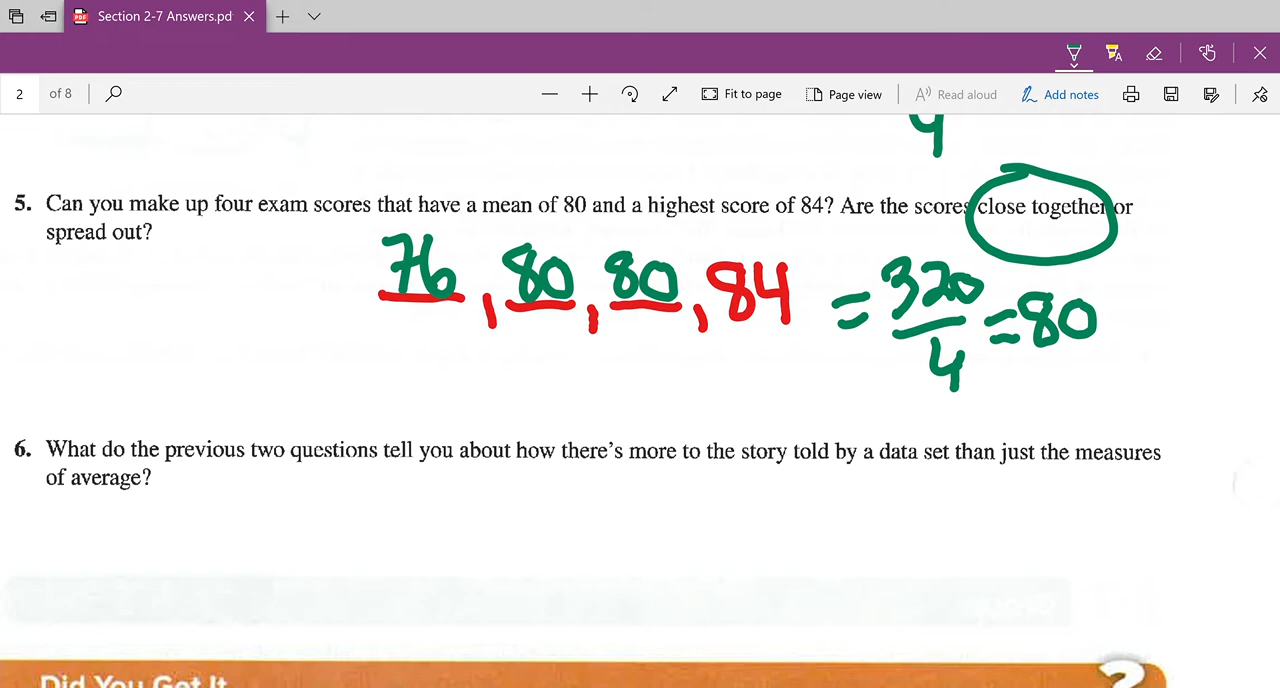 Section 2-7 Answers.pd
2 of 8 Fit to page Page view Read aloud Add notes
4
5. Can you make up four exam scores that have a mean of 80 and a highest score of 84? Are the scores close together or
spread out?
76, 80, 80, 84 = 320/4 = 80
6. What do the previous two questions tell you about how there's more to the story told by a data set than just the measures
of average?
Did You Get It
?